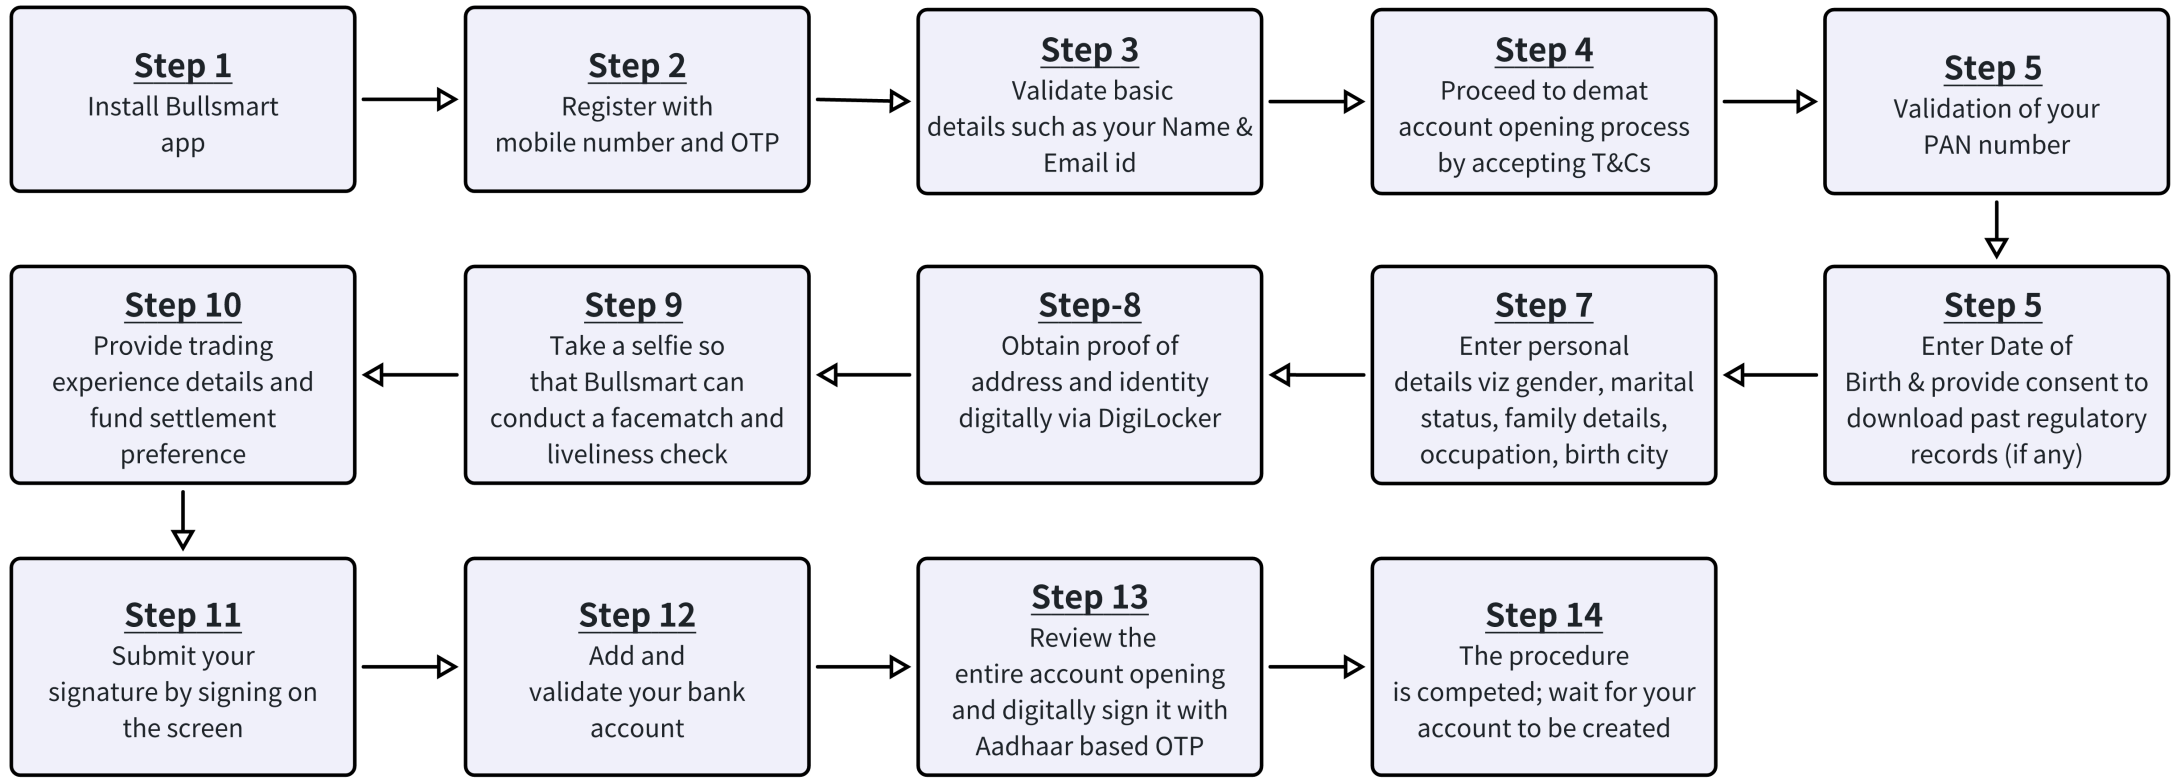 Step 1
Install Bullsmart
app
Step 2
Register with
mobile number and OTP
Step 3
Validate basic
details such as your Name &
Email id
Step 4
Proceed to demat
account opening process
by accepting T&Cs
Step 5
Validation of your
PAN number
Step 5
Enter Date of
Birth & provide consent to
download past regulatory
records (if any)
Step 7
Enter personal
details viz gender, marital
status, family details,
occupation, birth city
Step-8
Obtain proof of
address and identity
digitally via DigiLocker
Step 9
Take a selfie so
that Bullsmart can
conduct a facematch and
liveliness check
Step 10
Provide trading
experience details and
fund settlement
preference
Step 11
Submit your
signature by signing on
the screen
Step 12
Add and
validate your bank
account
Step 13
Review the
entire account opening
and digitally sign it with
Aadhaar based OTP
Step 14
The procedure
is competed; wait for your
account to be created